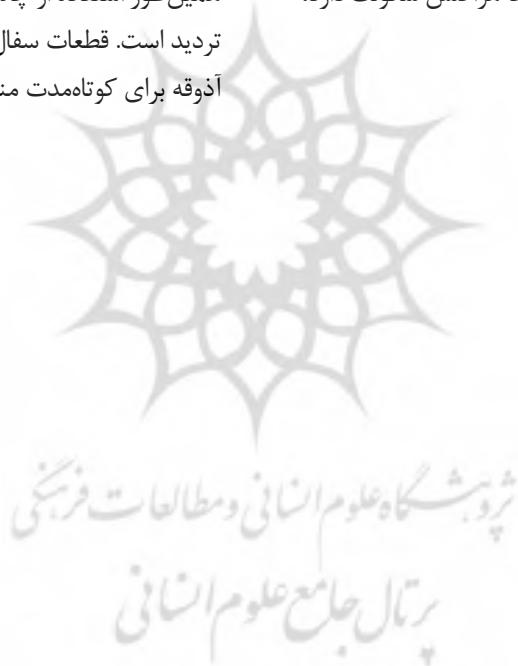 تردید است. قطعات سفال
آذوقه برای کوتاه‌مدت
پژوهشگاه علوم انسانی و مطالعات فرهنگی
پرتال جامع علوم انسانی